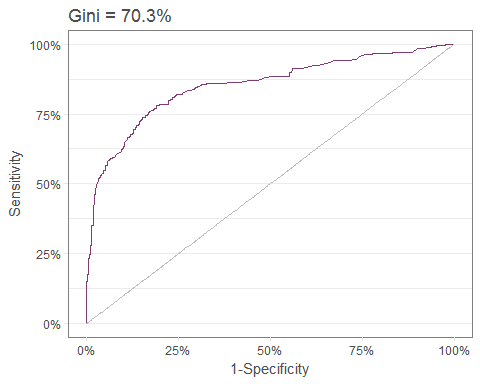 Gini = 70.3%
100%
75%
50%
25%
0%
Sensitivity
0% 25% 50% 75% 100%
1-Specificity